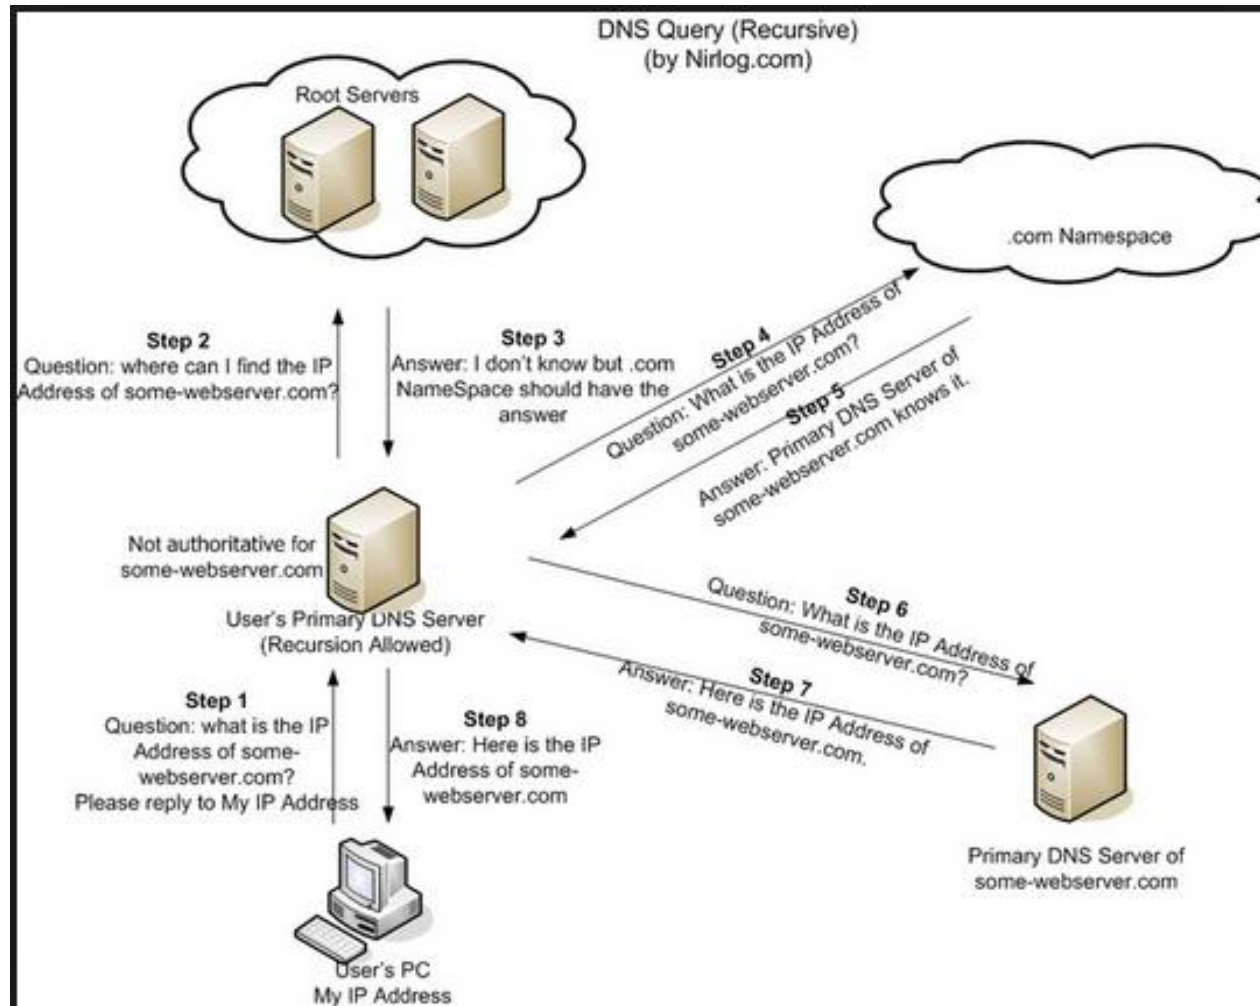 DNS Query (Recursive)
(by Nirlog.com)
Root Servers
.com Namespace
Step 2
Question: where can I find the IP
Address of some-webserver.com?
Step 3
Answer: I don't know but .com
NameSpace should have the
answer
Step 4
Question: What is the IP Address of
some-webserver.com?
Step 5
Answer: Primary DNS Server of
some-webserver.com knows it.
Not authoritative for
some-webserver.com
User's Primary DNS Server
(Recursion Allowed)
Step 6
Question: What is the IP Address of
some-webserver.com?
Step 7
Answer: Here is the IP Address of
some-webserver.com.
Step 1
Question: what is the IP
Address of some-
webserver.com?
Please reply to My IP Address
Step 8
Answer: Here is the IP
Address of some-
webserver.com
Primary DNS Server of
some-webserver.com
User's PC
My IP Address